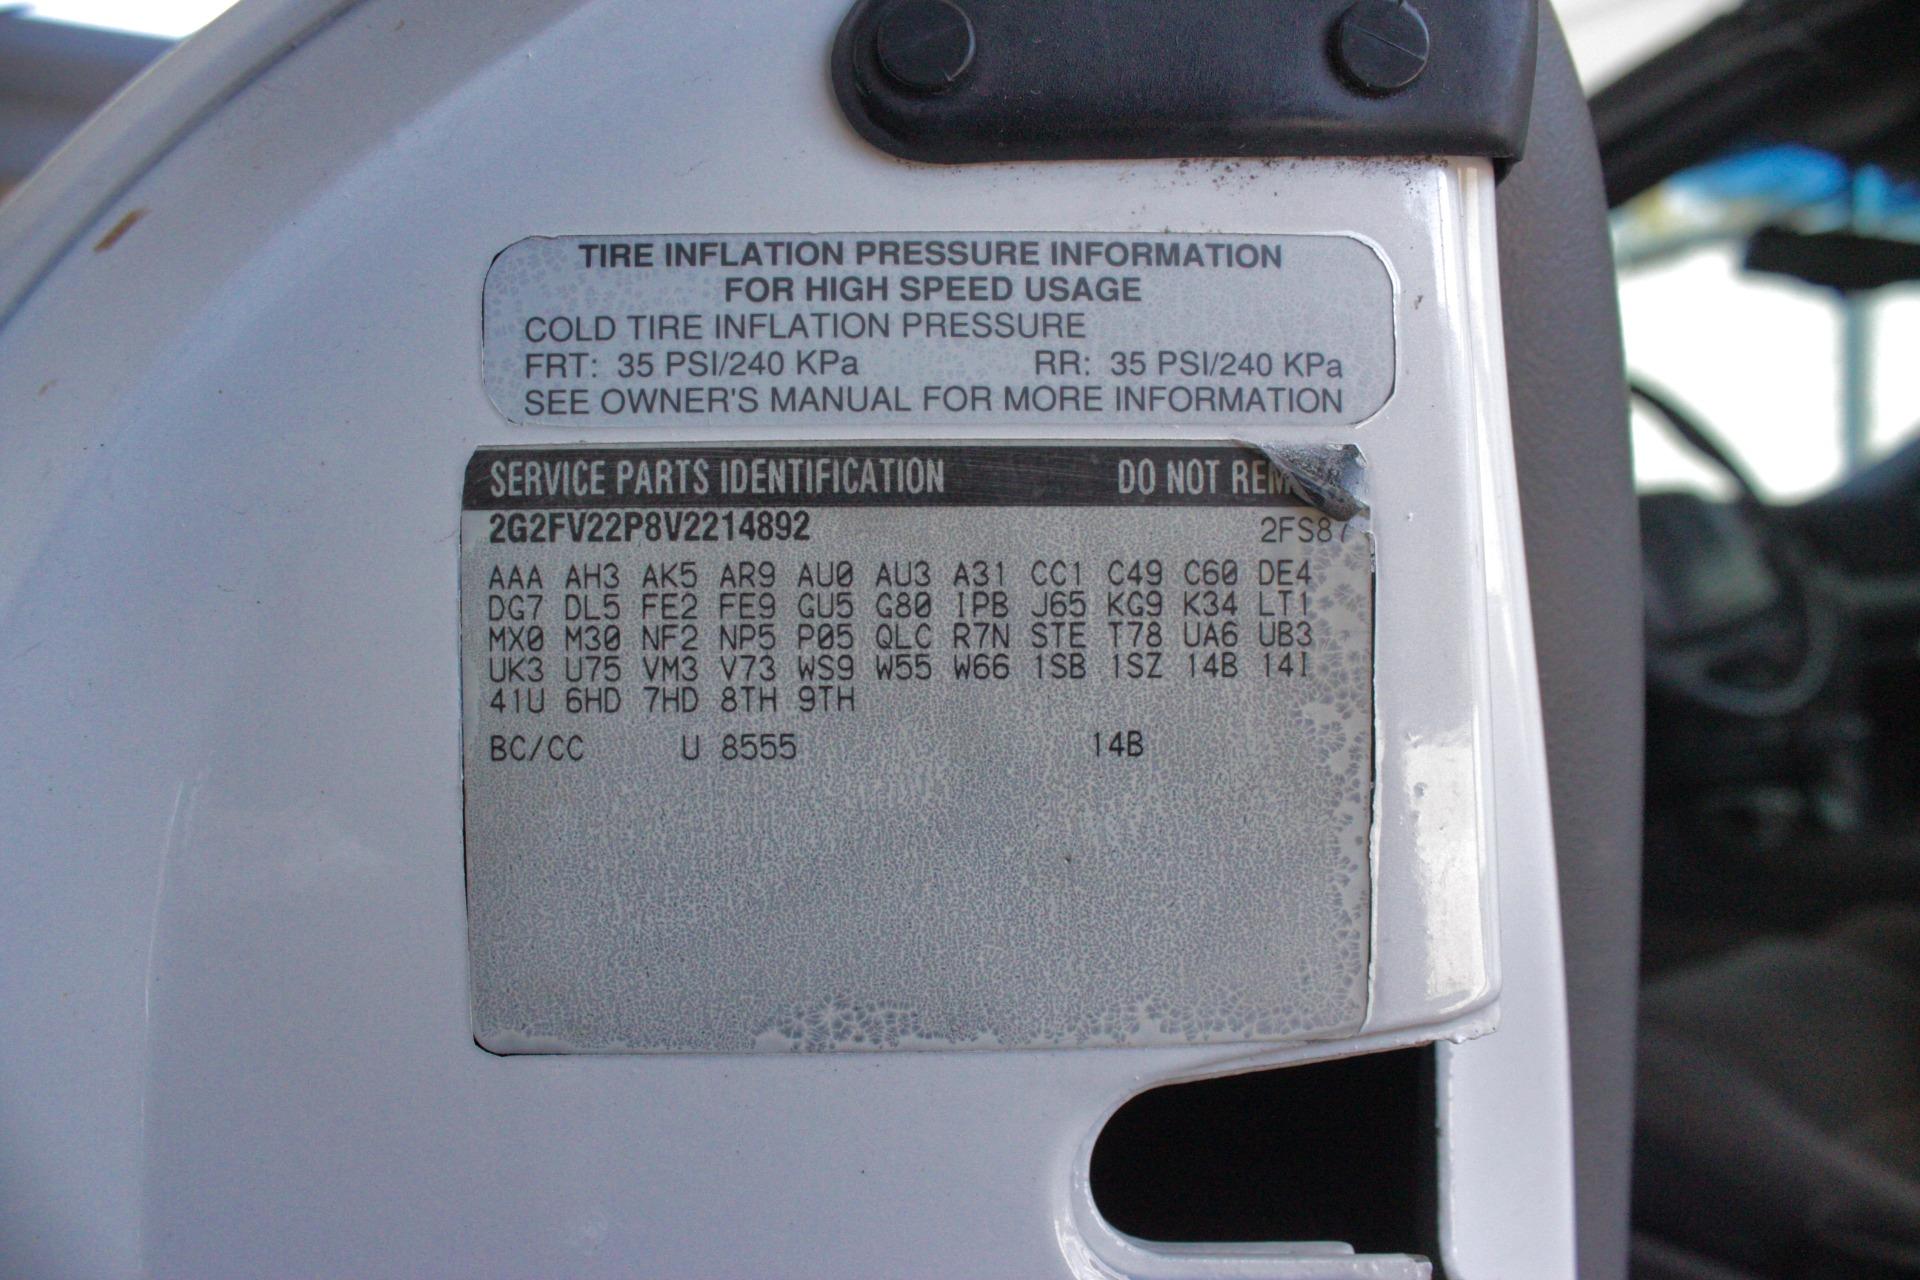 TIRE INFLATION PRESSURE INFORMATION
FOR HIGH SPEED USAGE
COLD TIRE INFLATION PRESSURE
FRT: 35 PSI/240 KPa RR: 35 PSI/240 KPa
SEE OWNER'S MANUAL FOR MORE INFORMATION
SERVICE PARTS IDENTIFICATION DO NOT REM
2G2FV22P8V2214892 2FS87
AAA AH3 AK5 AR9 AU0 AU3 A31 CC1 C49 C60 DE4
DG7 DL5 FE2 FE9 GU5 G80 IPB J65 KG9 K34 LT1
MX0 M30 NF2 NP5 P05 QLC R7N STE T78 UA6 UB3
UK3 U75 VM3 V73 WS9 W55 W66 1SB 1SZ 14B 14I
41U 6HD 7HD 8TH 9TH
BC/CC U 8555 14B